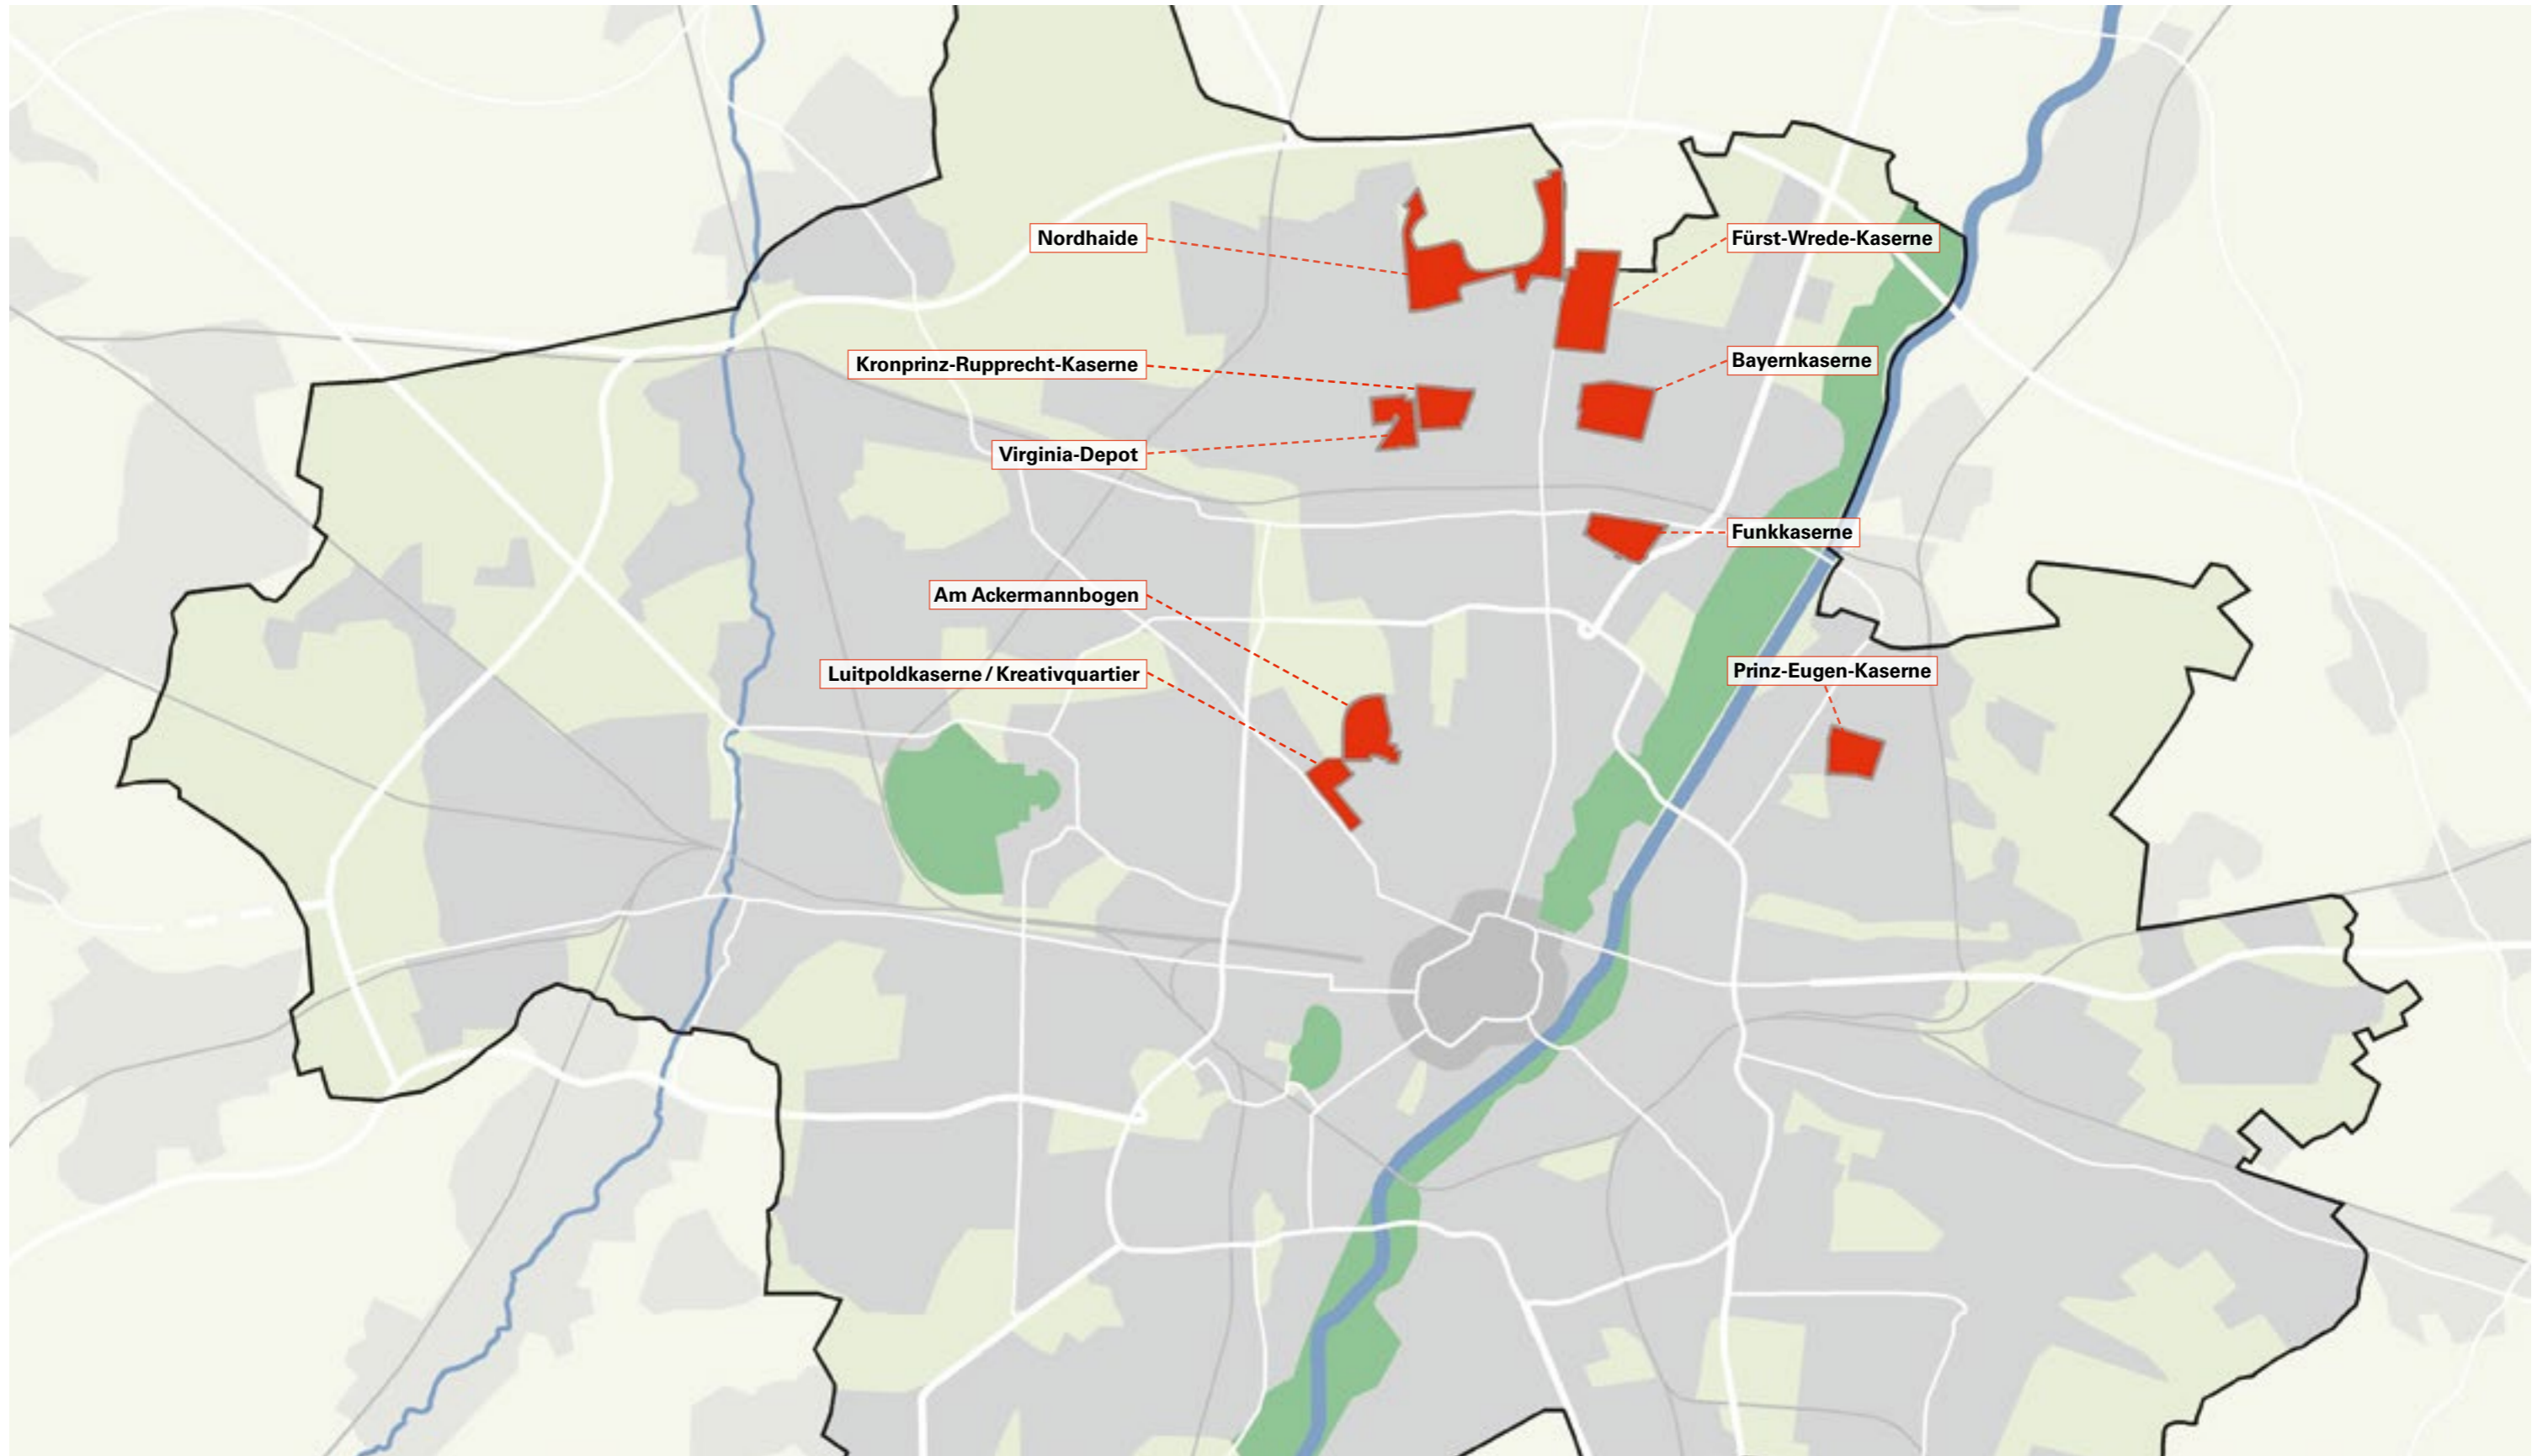 Nordhaide
Fürst-Wrede-Kaserne
Kronprinz-Rupprecht-Kaserne
Bayernkaserne
Virginia-Depot
Funkkaserne
Am Ackermannbogen
Luitpoldkaserne / Kreativquartier
Prinz-Eugen-Kaserne